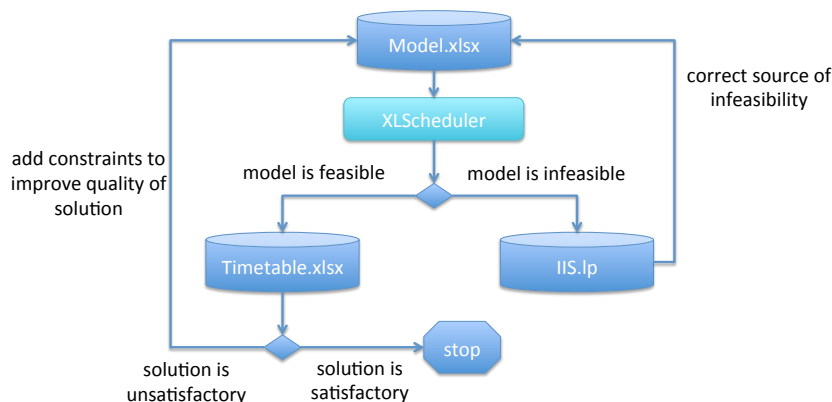 Model.xlsx
correct source of
infeasibility
XLScheduler
add constraints to
improve quality of
solution
model is feasible
model is infeasible
Timetable.xlsx
IIS.lp
stop
solution is
unsatisfactory
solution is
satisfactory